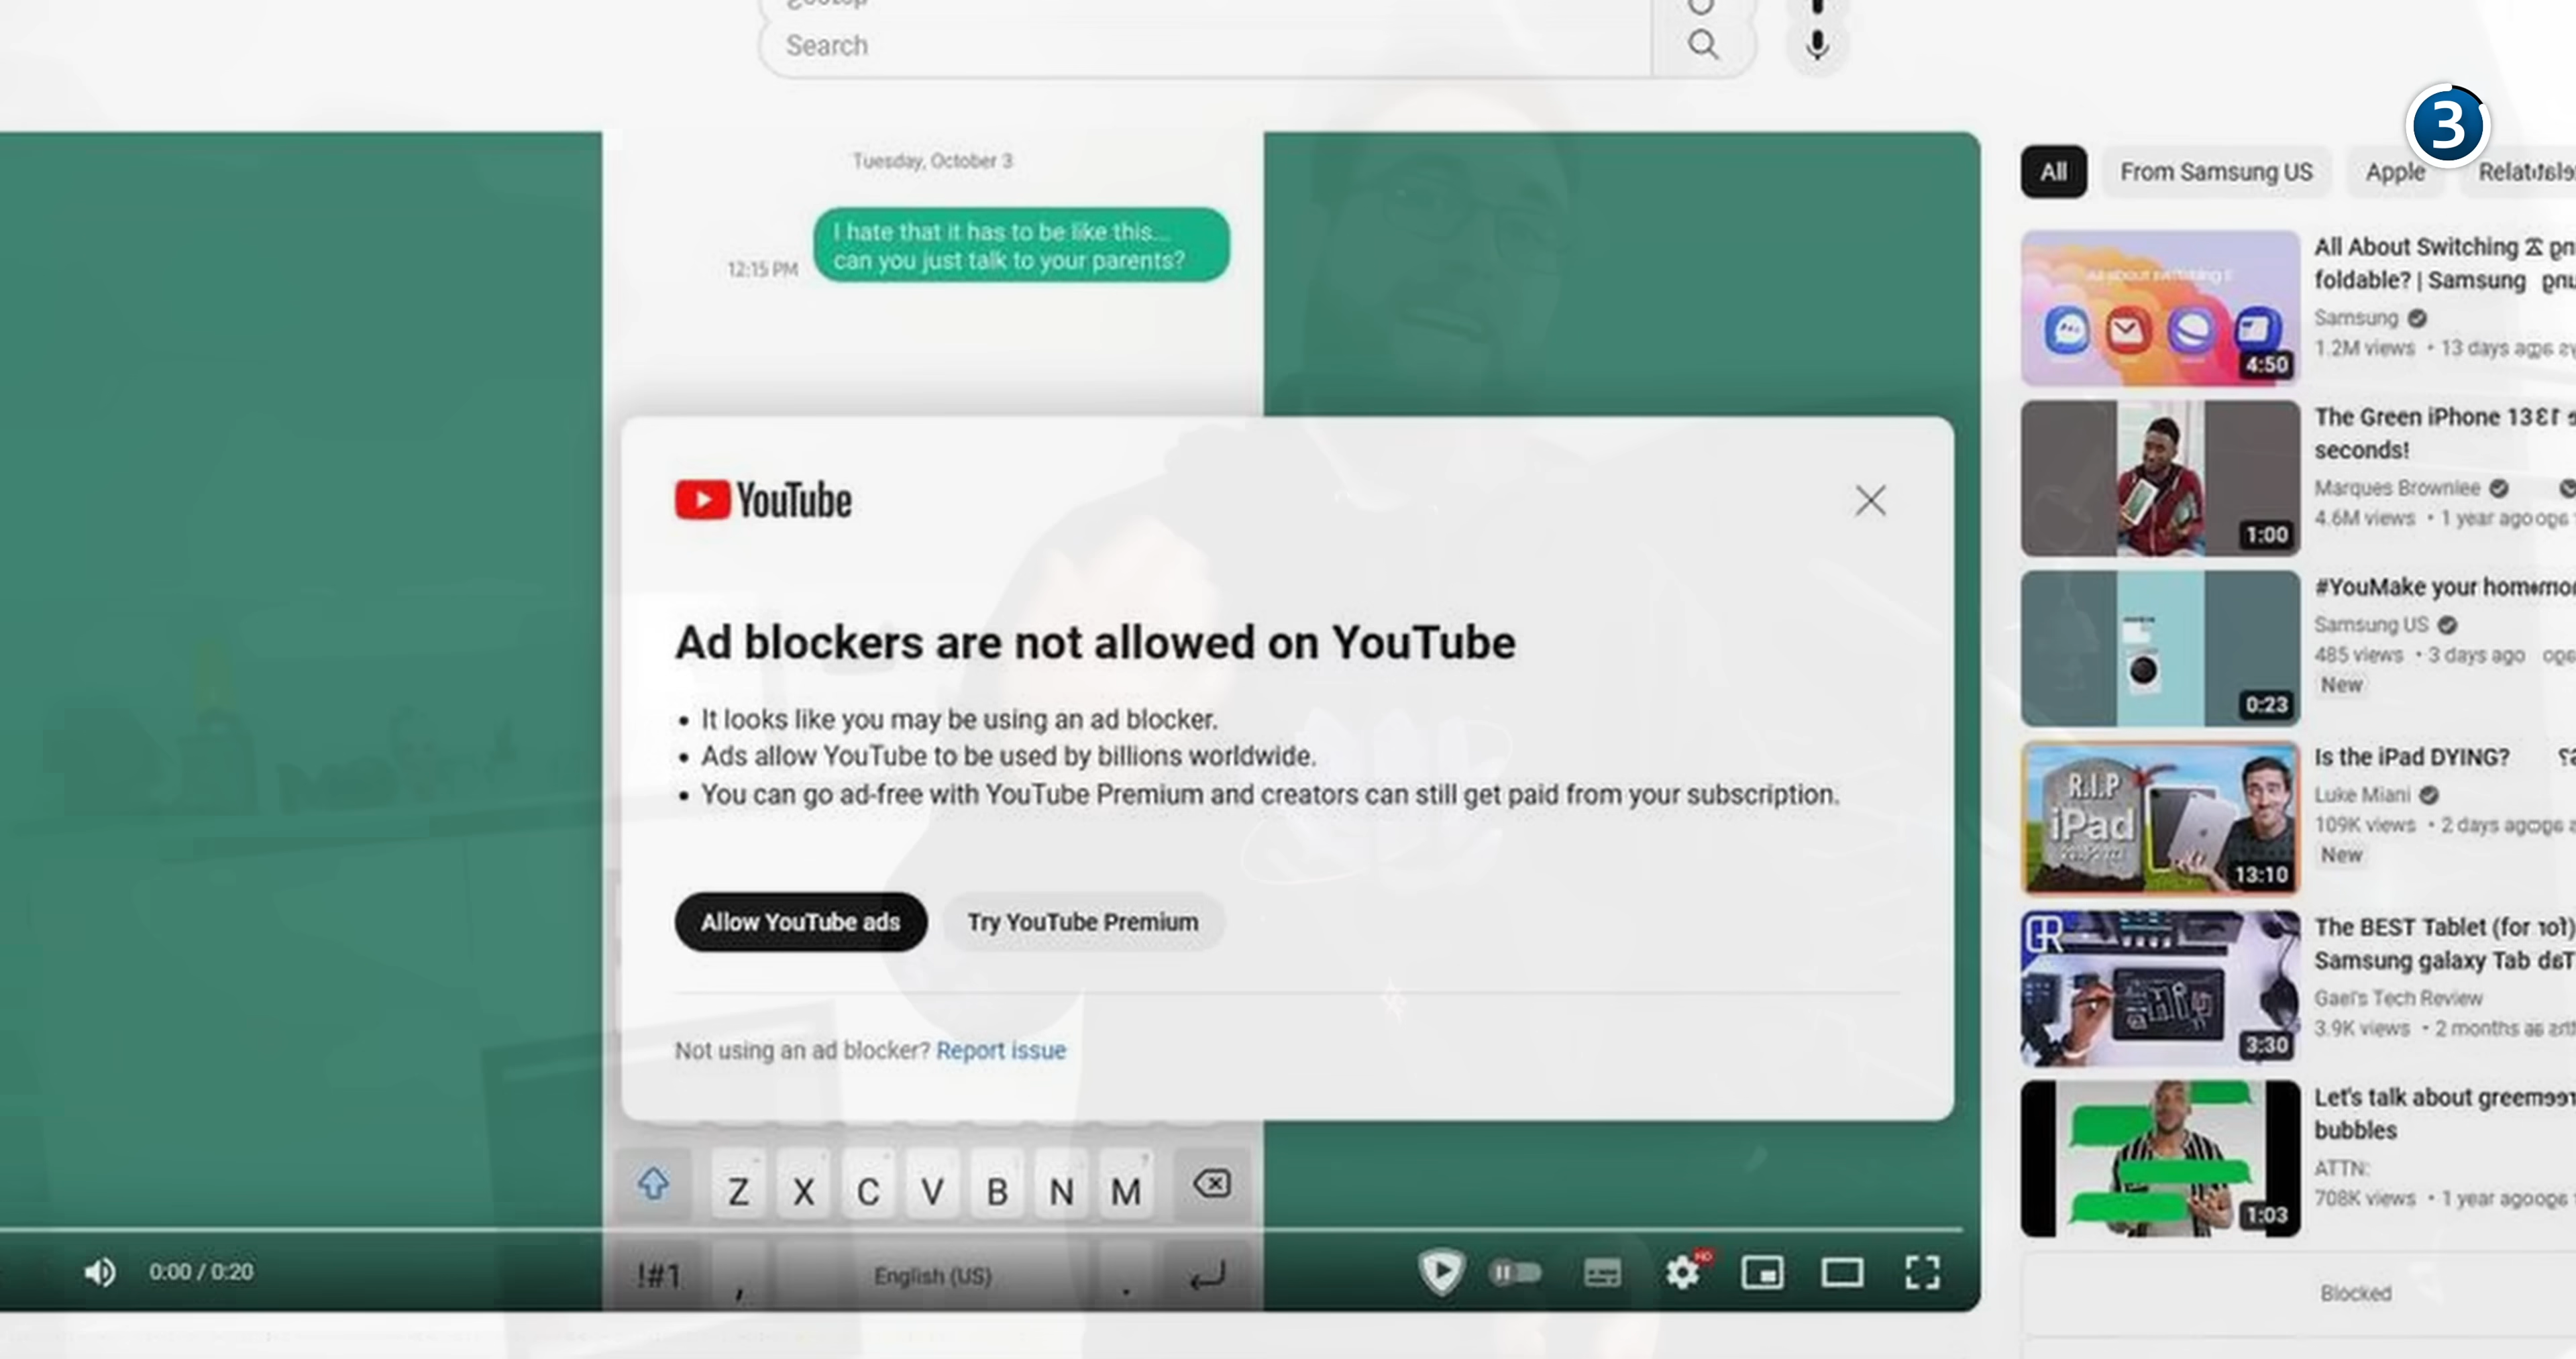 Search
3
Tuesday, October 3
I hate that it has to be like this...
can you just talk to your parents?
12:15 PM
YouTube
Ad blockers are not allowed on YouTube
• It looks like you may be using an ad blocker.
• Ads allow YouTube to be used by billions worldwide.
• You can go ad-free with YouTube Premium and creators can still get paid from your subscription.
Allow YouTube ads
Try YouTube Premium
Not using an ad blocker? Report issue
Z X C V B N M
!#1 , English (US) .
0:00 / 0:20
HD
All
From Samsung US
Apple
All About Switching
foldable? | Samsung
Samsung
1.2M views • 13 days
4:50
The Green iPhone 13
seconds!
Marques Brownlee
4.6M views • 1 year ago
1:00
#YouMake your
Samsung US
485 views • 3 days ago
New
0:23
Is the iPad DYING?
Luke Miani
109K views • 2 days
New
R.I.P
iPad
13:10
The BEST Tablet (for
Samsung galaxy Tab
Gael's Tech Review
3.9K views • 2 months
3:30
Let's talk about
bubbles
ATTN:
708K views • 1 year
1:03
Blocked